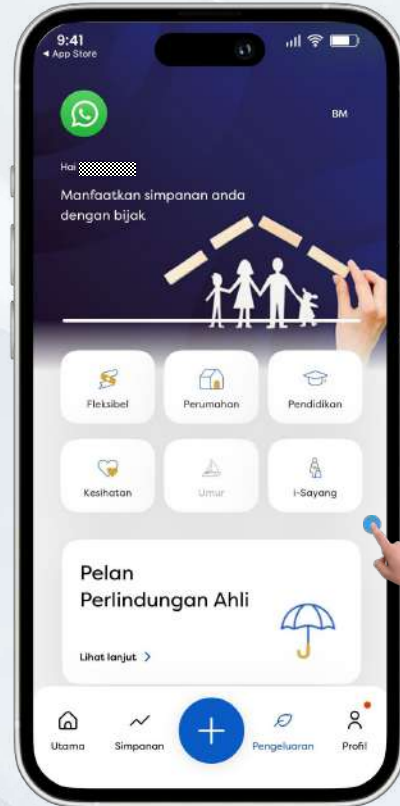 9:41
◀ App Store
BM
Hai
Manfaatkan simpanan anda
dengan bijak
Fleksibel
Perumahan
Pendidikan
Kesihatan
Umur
i-Sayang
Pelan
Perlindungan Ahli
Lihat lanjut >
Utama
Simpanan
Pengeluaran
Profil